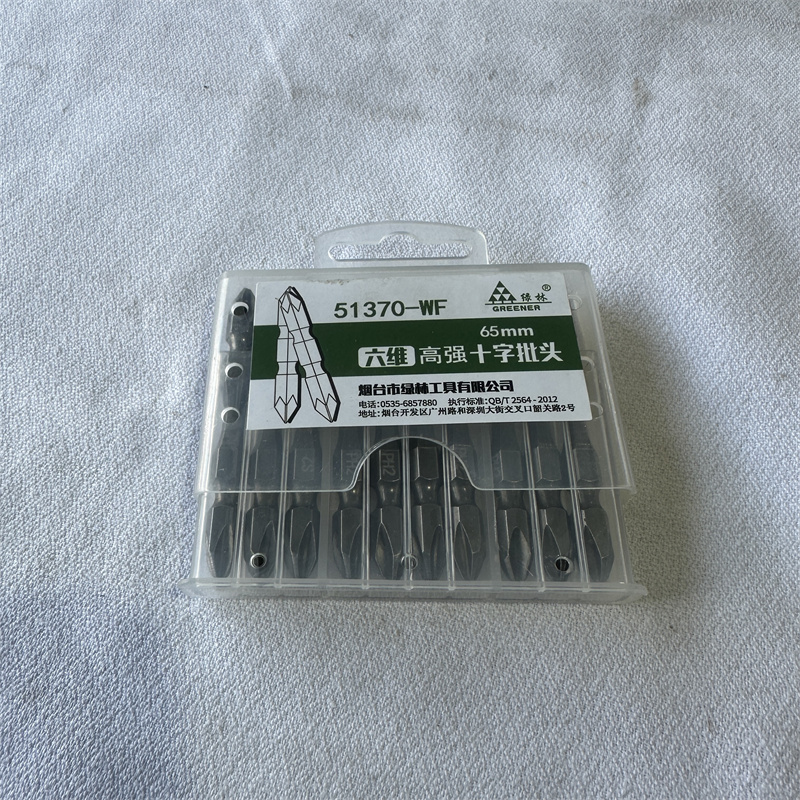 51370-WF
绿林®
GREENER
65mm
六维 高强十字批头
烟台市绿林工具有限公司
电话:0535-6857880 执行标准:QB/T 2564-2012
地址:烟台开发区广州路和深圳大街交叉口韶关路2号
PH2